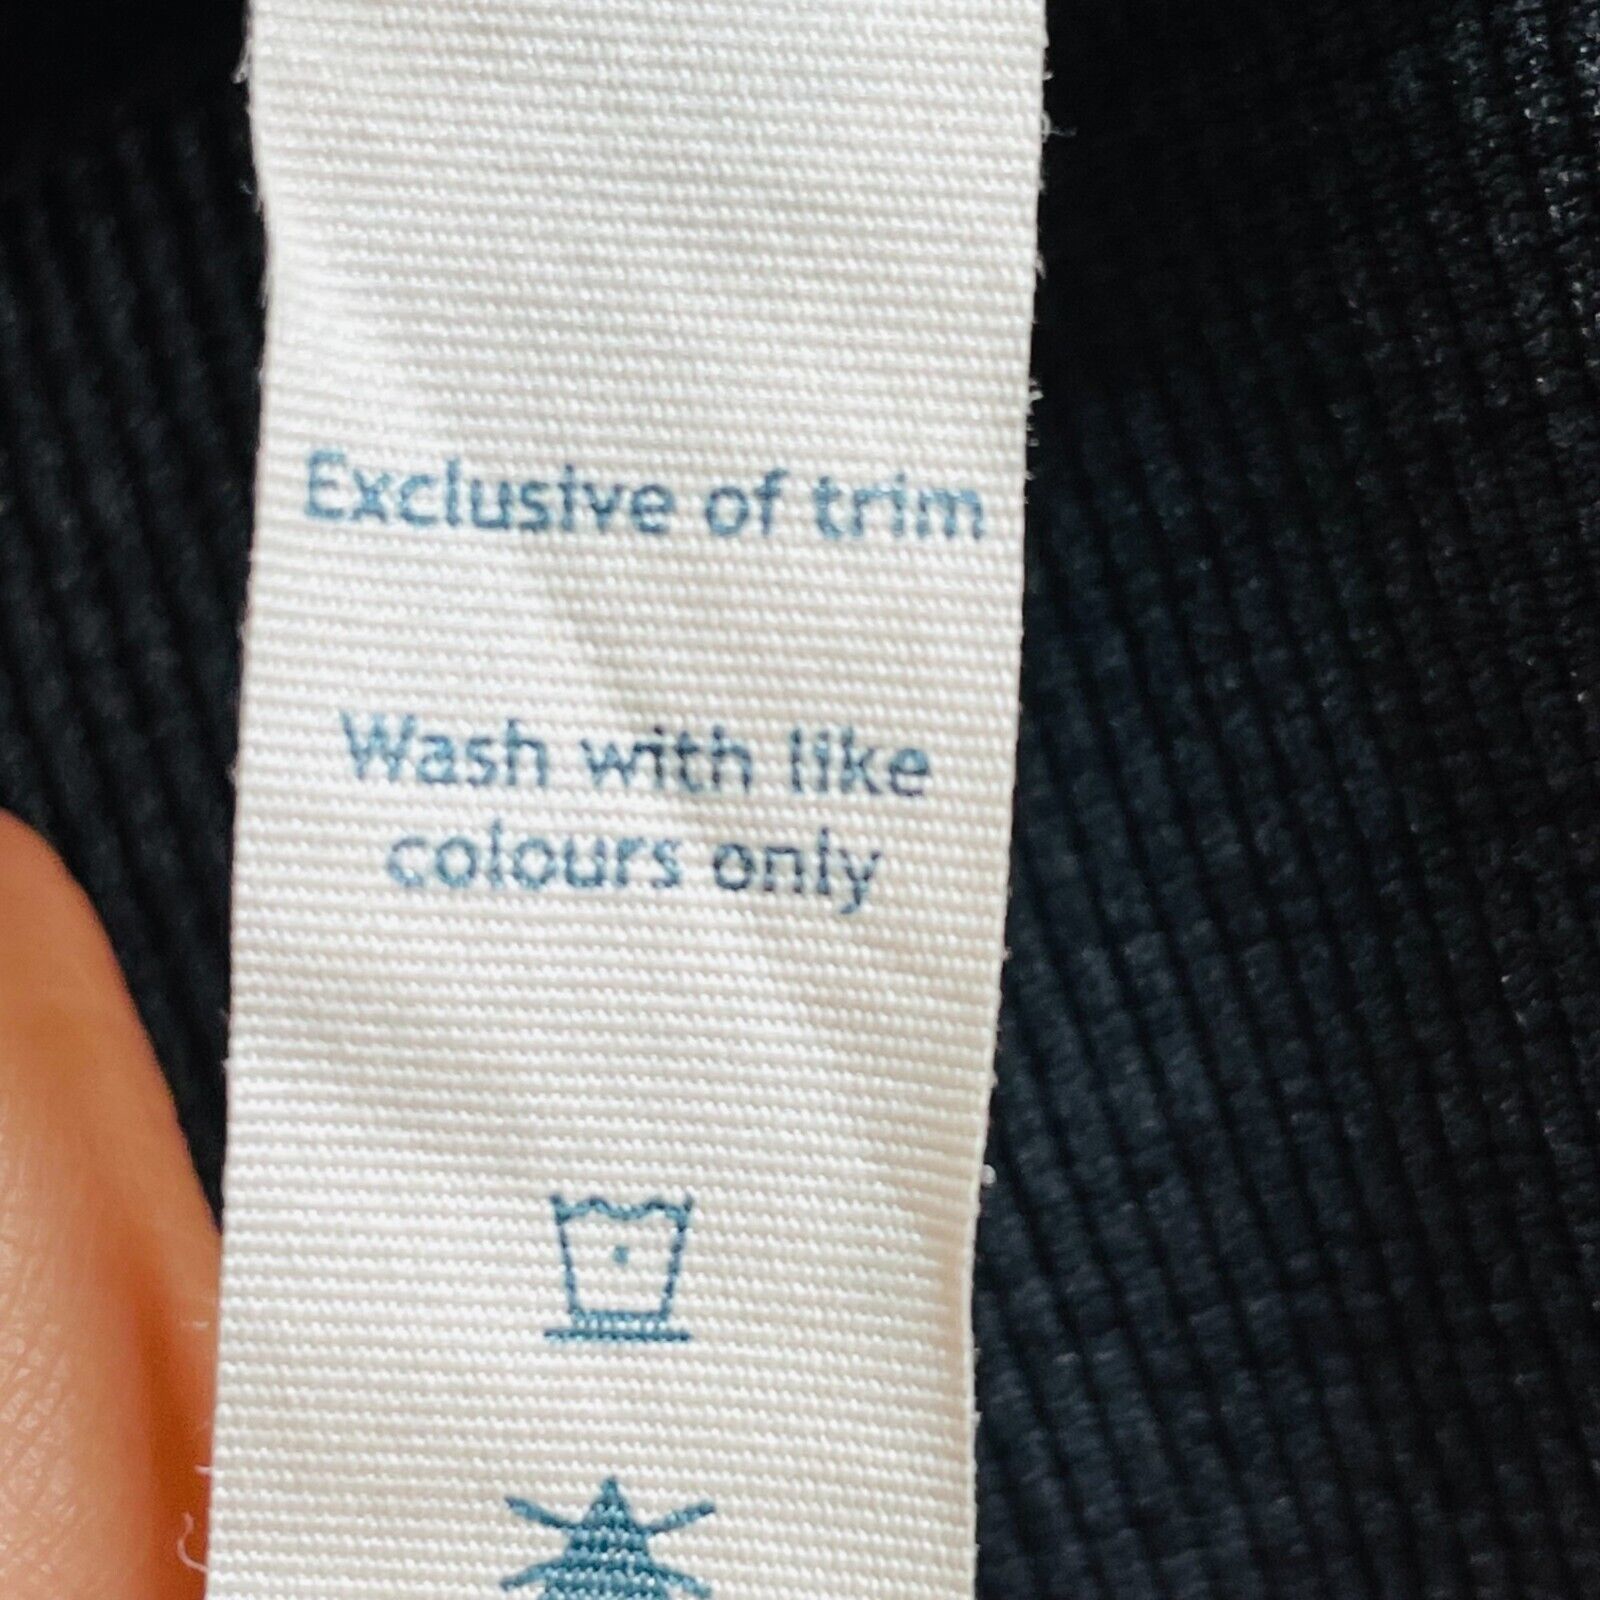 Exclusive of trim
Wash with like
colours only